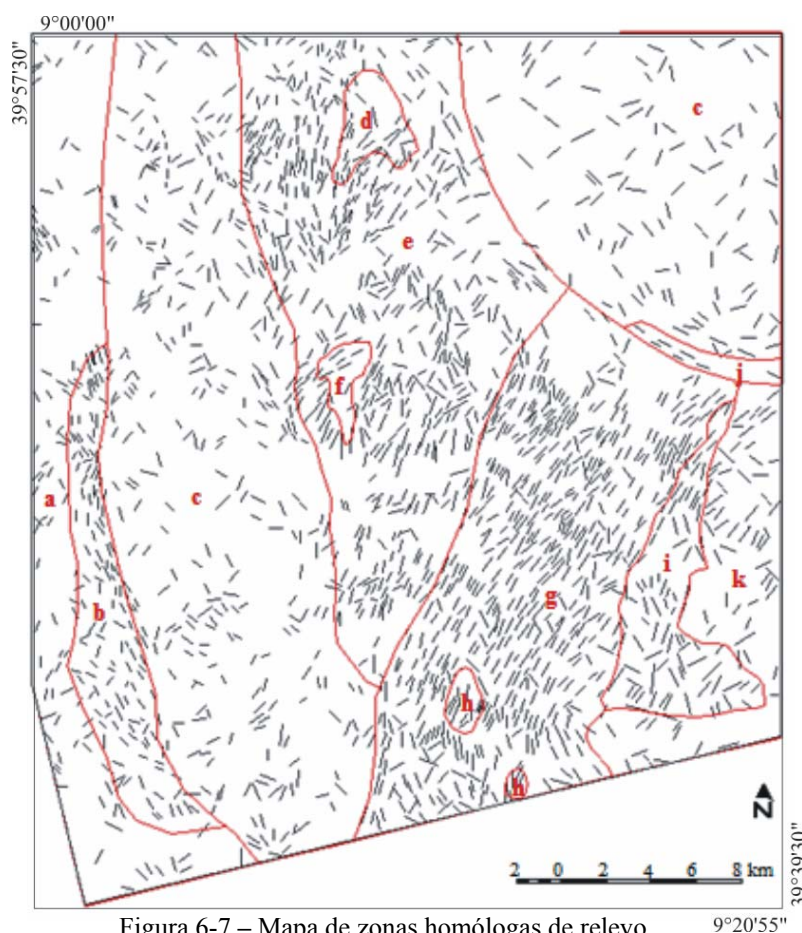 9°00'00"
39°57'30"
c
d
e
f
j
a
c
i
k
g
b
h
h
N
2 0 2 4 6 8 km
39°39'30"
Figura 6-7 – Mapa de zonas homólogas de relevo
9°20'55"